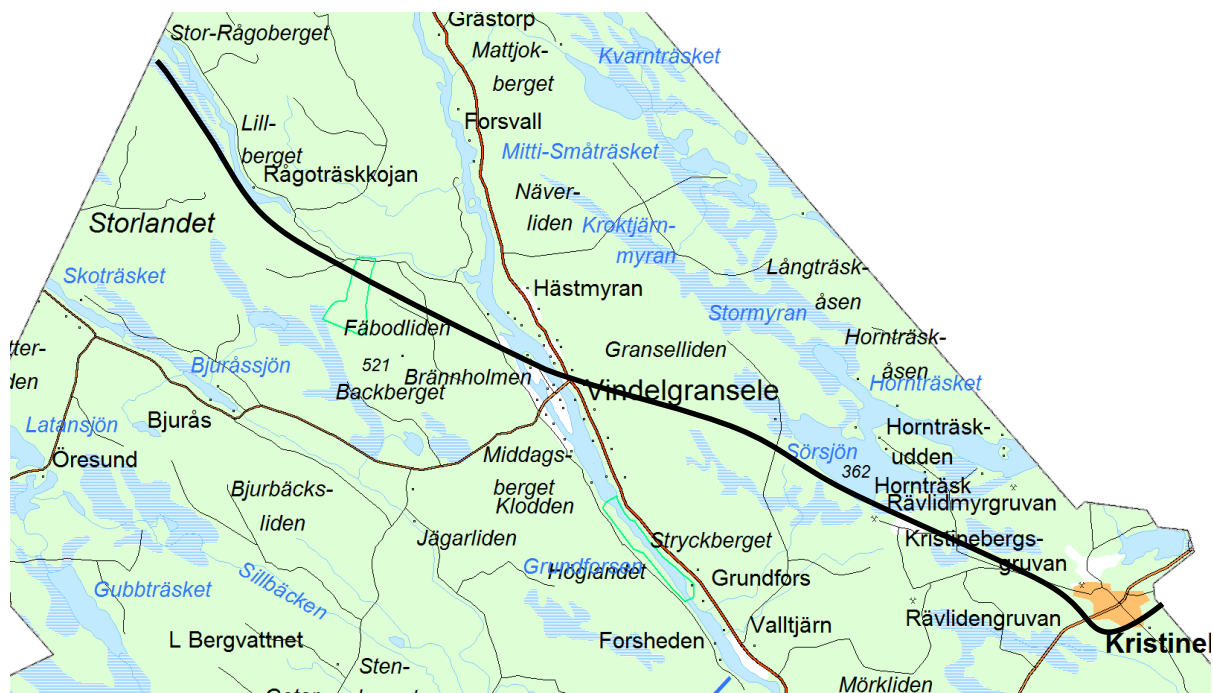 Grästorp
Stor-Rågoberget
Mattjok-
berget
Kvarnträsket
Lill-
berget
Forsvall
Mitti-Småträsket
Rågoträskkojan
Näver-
liden
Storlandet
Kroktjärn-
myran
Långträsk-
åsen
Skoträsket
Hästmyran
Stormyran
Fäbodliden
Granselliden
Hornträsk-
åsen
tter-
den
Bjuråssjön
521
Brännholmen
Backberget
Vindelgransele
Hornträsket
Latansjön
Bjurås
Hornträsk-
udden
Öresund
Middags-
berget
Sörsjön
362
Hornträsk
Bjurbäcks-
liden
Klodden
Rävlidmyrgruvan
Jägarliden
Stryckberget
Kristinebergs-
gruvan
Grundforsen
Höglandet
Grundfors
Gubbträsket
Sillbäcken
Rävlidengruvan
L Bergvattnet
Forsheden
Valltjärn
Kristinel
Sten-
Mörkliden